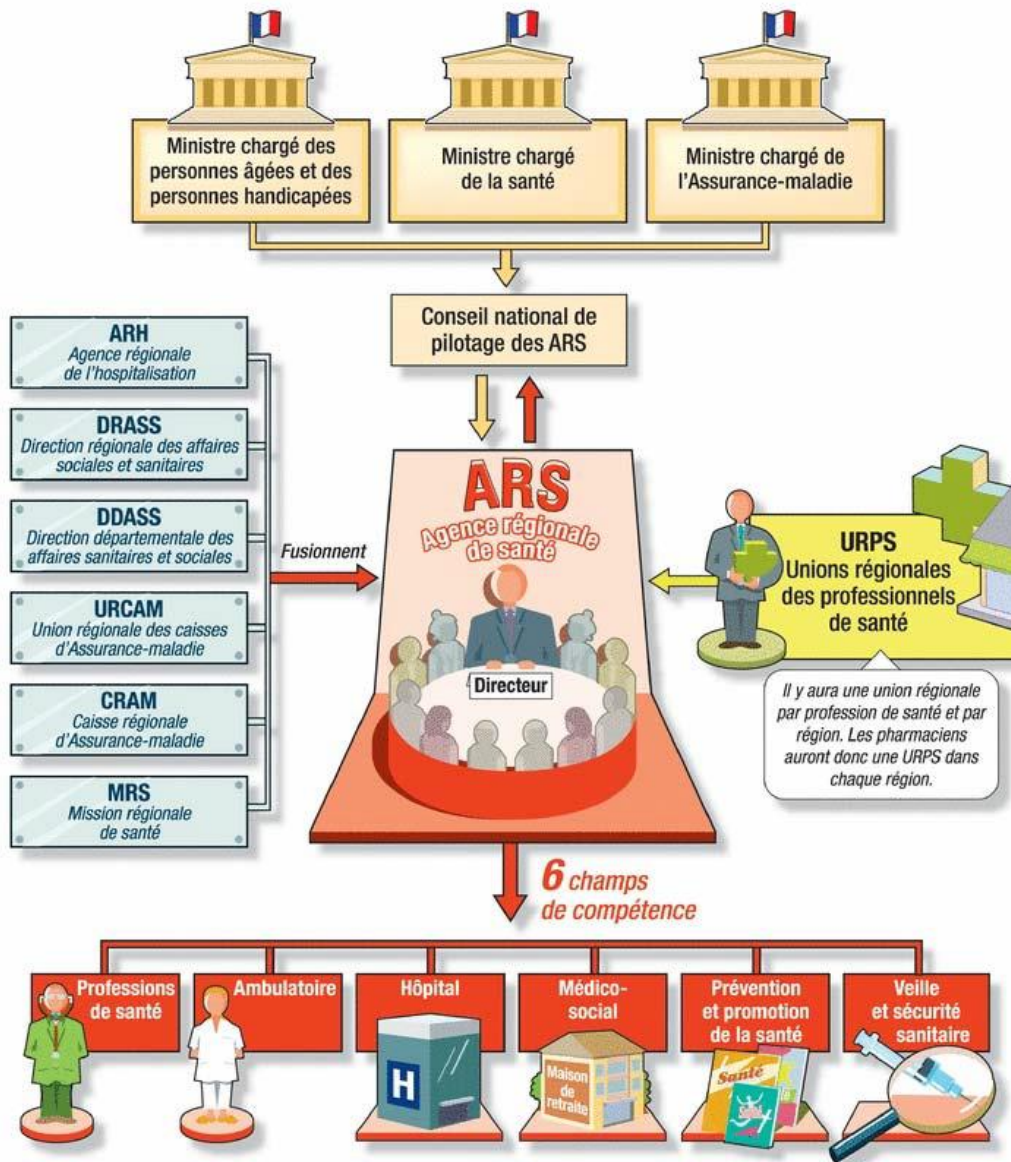 Ministre chargé des
personnes âgées et des
personnes handicapées
Ministre chargé
de la santé
Ministre chargé de
l'Assurance-maladie
Conseil national de
pilotage des ARS
ARH
Agence régionale
de l'hospitalisation
DRASS
Direction régionale des affaires
sociales et sanitaires
DDASS
Direction départementale des
affaires sanitaires et sociales
URCAM
Union régionale des caisses
d'Assurance-maladie
CRAM
Caisse régionale
d'Assurance-maladie
MRS
Mission régionale
de santé
Fusionnent
ARS
Agence régionale
de santé
Directeur
URPS
Unions régionales
des professionnels
de santé
Il y aura une union régionale
par profession de santé et par
région. Les pharmaciens
auront donc une URPS dans
chaque région.
6 champs
de compétence
Professions
de santé
Ambulatoire
Hôpital
H
Médico-
social
Maison
de
retraite
Prévention
et promotion
de la santé
Santé
Veille
et sécurité
sanitaire